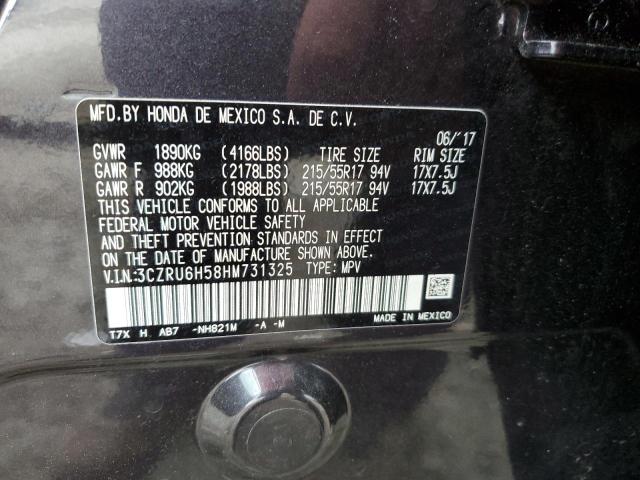 MFD.BY HONDA DE MEXICO S.A. DE C.V.
06/'17
GVWR 1890KG (4166LBS) TIRE SIZE RIM SIZE
GAWR F 988KG (2178LBS) 215/55R17 94V 17X7.5J
GAWR R 902KG (1988LBS) 215/55R17 94V 17X7.5J
THIS VEHICLE CONFORMS TO ALL APPLICABLE
FEDERAL MOTOR VEHICLE SAFETY
AND THEFT PREVENTION STANDARDS IN EFFECT
ON THE DATE OF MANUFACTURE SHOWN ABOVE.
V.I.N.:3CZRU6H58HM731325 TYPE: MPV
T7X H AB7 -NH821M -A -M MADE IN MEXICO